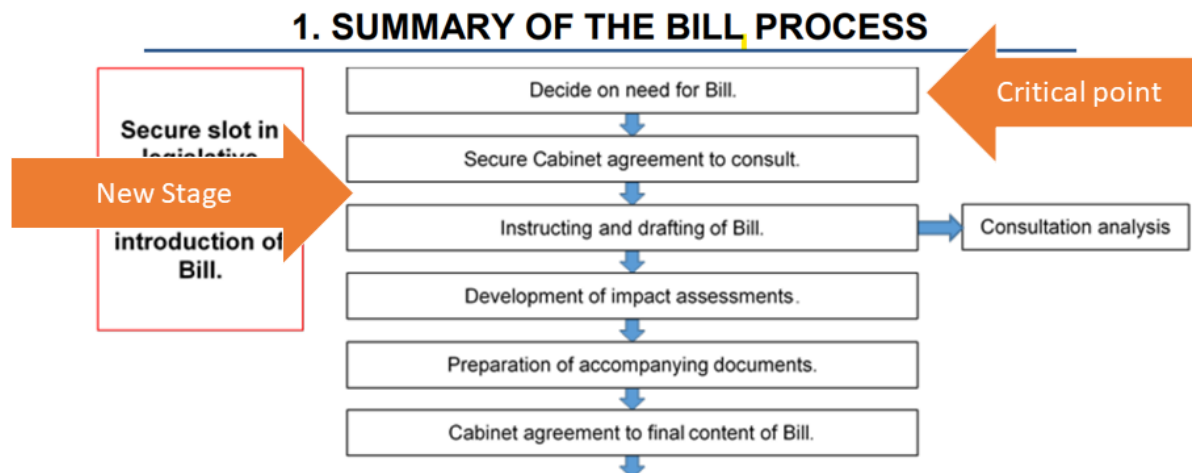 1. SUMMARY OF THE BILL PROCESS
Decide on need for Bill.
Critical point
Secure slot in
legislative
New Stage
introduction of
Bill.
Secure Cabinet agreement to consult.
Instructing and drafting of Bill.
Consultation analysis
Development of impact assessments.
Preparation of accompanying documents.
Cabinet agreement to final content of Bill.